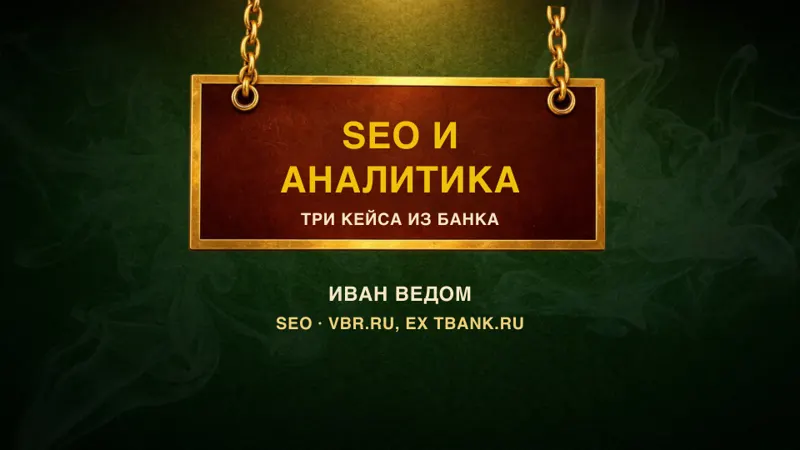 SEO И
АНАЛИТИКА
ТРИ КЕЙСА ИЗ БАНКА
ИВАН ВЕДОМ
SEO · VBR.RU, EX TBANK.RU